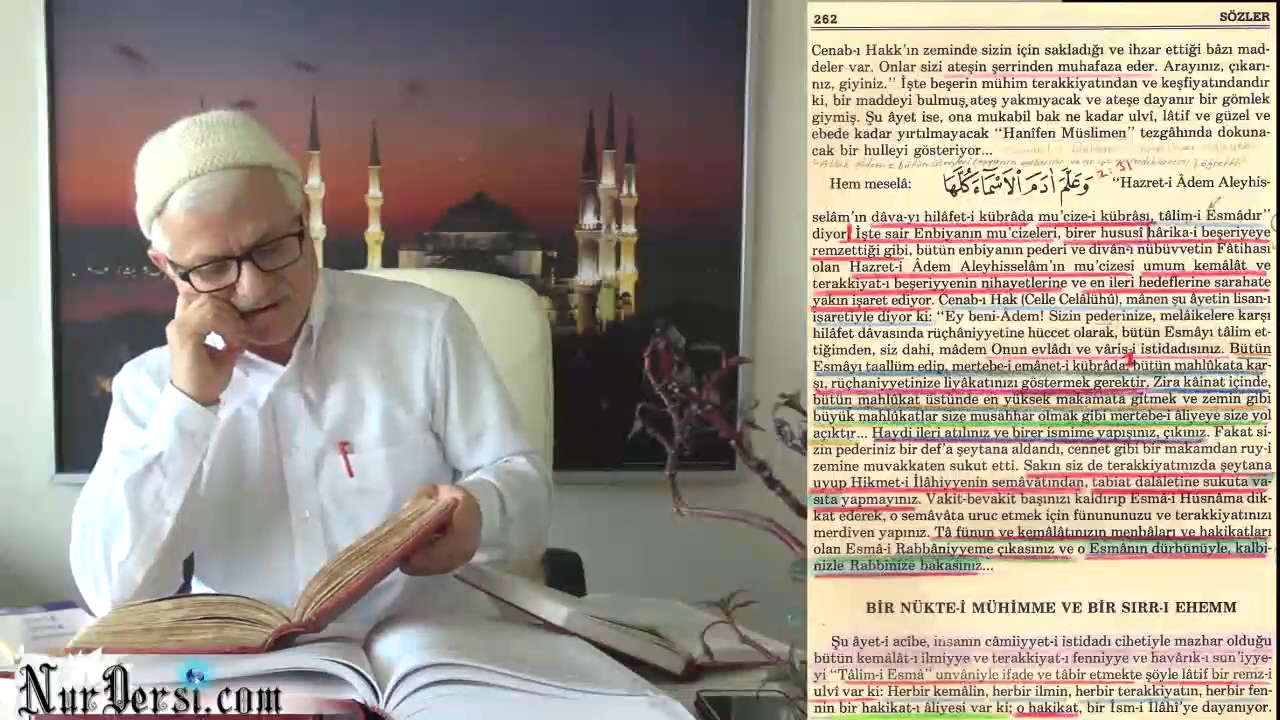 262 SÖZLER
Cenab-ı Hakk'ın zeminde sizin için sakladığı ve ihzar ettiği bâzı mad-
deler var. Onlar sizi ateşin şerrinden muhafaza eder. Arayınız, çıkarı-
nız, giyiniz." İşte beşerin mühim terakkiyatından ve keşfiyatındandır
ki, bir maddeyi bulmuş, ateş yakmıyacak ve ateşe dayanır bir gömlek
giymiş. Şu âyet ise, ona mukabil bak ne kadar ulvî, lâtif ve güzel ve
ebede kadar yırtılmayacak "Hanîfen Müslimen" tezgâhında dokuna-
cak bir hulleyi gösteriyor...
2:31
Hem meselâ: وَعَلَّمَ اٰدَمَ الْاَسْمَٓاءَ كُلَّهَا "Hazret-i Âdem Aleyhis-
selâm'ın dâva-yı hilâfet-i kübrâda mu'cize-i kübrâsı, tâlim-i Esmâdır"
diyor. İşte sair Enbiyanın mu'cizeleri, birer hususî hârika-i beşeriyeye
remzettiği gibi, bütün enbiyanın pederi ve divân-ı nübüvvetin Fâtihası
olan Hazret-i Âdem Aleyhisselâm'ın mu'cizesi umum kemâlât ve
terakkiyat-ı beşeriyyenin nihayetlerine ve en ileri hedeflerine sarahate
yakın işaret ediyor. Cenab-ı Hak (Celle Celâlühû), mânen şu âyetin lisan-ı
işaretiyle diyor ki: "Ey benî-Âdem! Sizin pederinize, melâikelere karşı
hilâfet dâvasında rüçhaniyyetine hüccet olarak, bütün Esmâyı tâlim et-
tiğimden, siz dahi, mâdem Onun evlâdı ve vâris-i istidadısınız. Bütün
Esmâyı taallüm edip, mertebe-i emânet-i kübrâda, bütün mahlûkata kar-
şı, rüçhaniyyetinize liyâkatınızı göstermek gerektir. Zira kâinat içinde,
bütün mahlûkat üstünde en yüksek makamata gitmek ve zemin gibi
büyük mahlûkatlar size musahhar olmak gibi mertebe-i âliyeye size yol
açıktır... Haydi ileri atılınız ve birer ismime yapışınız, çıkınız. Fakat si-
zin pederiniz bir def'a şeytana aldandı, cennet gibi bir makamdan ruy-i
zemine muvakkaten sukut etti. Sakın siz de terakkiyatınızda şeytana
uyup Hikmet-i İlâhiyyenin semâvâtından, tabiat dalâletine sukuta va-
sıta yapmayınız. Vakit-bevakit başınızı kaldırıp Esmâ-i Hüsnâma dik-
kat ederek, o semâvâta uruc etmek için fününunuzu ve terakkiyatınızı
merdiven yapınız. Tâ fünun ve kemâlâtınızın menbâları ve hakikatları
olan Esmâ-i Rabbâniyyeme çıkasınız ve o Esmânın dürbünüyle, kalbi-
nizle Rabbinize bakasınız...
BİR NÜKTE-İ MÜHİMME VE BİR SIRR-I EHEMM
Şu âyet-i acîbe, insanın câmiiyyet-i istidadı cihetiyle mazhar olduğu
bütün kemâlât-ı ilmiyye ve terakkiyat-ı fenniyye ve havârık-ı sun'iyye-
yi "Tâlim-i Esmâ" unvâniyle ifade ve tâbir etmekte şöyle lâtif bir remz-i
ulvî var ki: Herbir kemâlin, herbir ilmin, herbir terakkiyatın, herbir fen-
nin bir hakikat-ı âliyesi var ki; o hakikat, bir İsm-i İlâhî'ye dayanıyor.
NurDersi.com